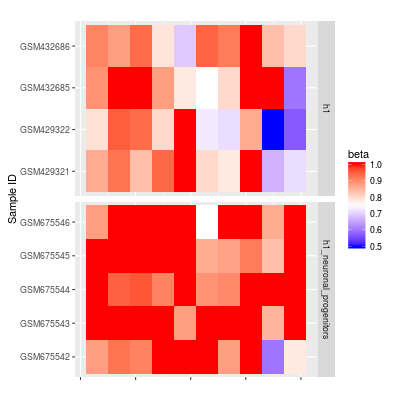 GSM432686
GSM432685
GSM429322
GSM429321
h1
GSM675546
GSM675545
GSM675544
GSM675543
GSM675542
h1_neuronal_progenitors
Sample ID
beta
1.0
0.9
0.8
0.7
0.6
0.5